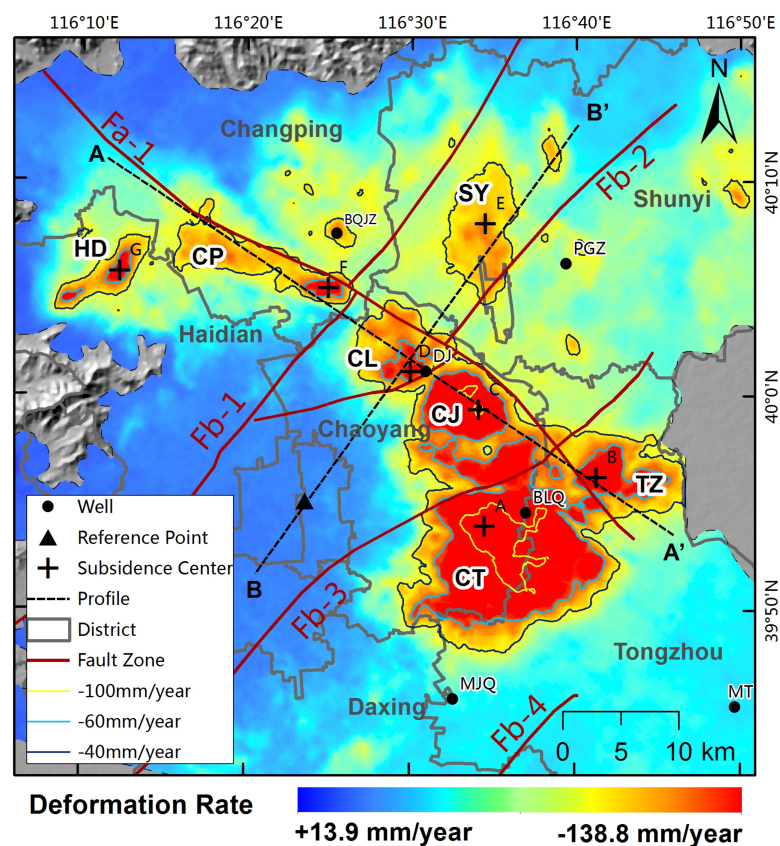 116°10'E 116°20'E 116°30'E 116°40'E 116°50'E
N
40°10'N
40°0'N
39°50'N
Fa-1
Changping
B'
A
Fb-2
SY
E
Shunyi
BQJZ
HD
G
CP
PGZ
F
Haidian
CL
D
DJ
Fb-1
CJ
C
Chaoyang
B
TZ
A
BLQ
A'
CT
B
Fb-3
Tongzhou
MJQ
MT
Daxing
Fb-4
0 5 10 km
Well
Reference Point
Subsidence Center
Profile
District
Fault Zone
-100mm/year
-60mm/year
-40mm/year
Deformation Rate
+13.9 mm/year
-138.8 mm/year